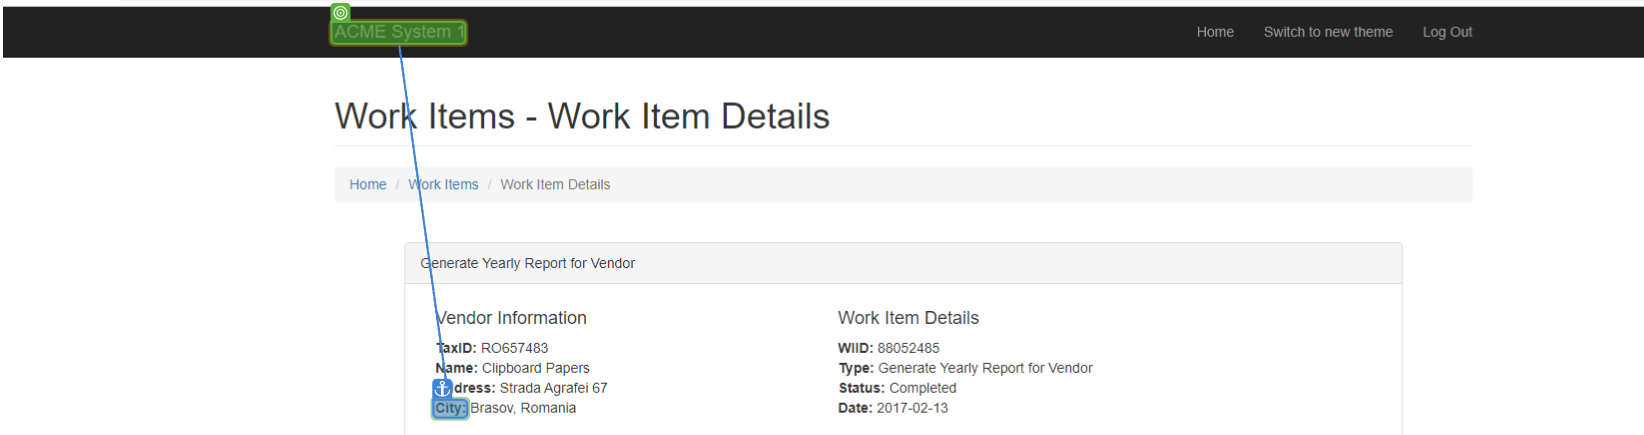 ACME System 1 Home Switch to new theme Log Out
Work Items - Work Item Details
Home / Work Items / Work Item Details
Generate Yearly Report for Vendor
Vendor Information
TaxID: RO657483
Name: Clipboard Papers
dress: Strada Agrafei 67
City: Brasov, Romania
Work Item Details
WIID: 88052485
Type: Generate Yearly Report for Vendor
Status: Completed
Date: 2017-02-13